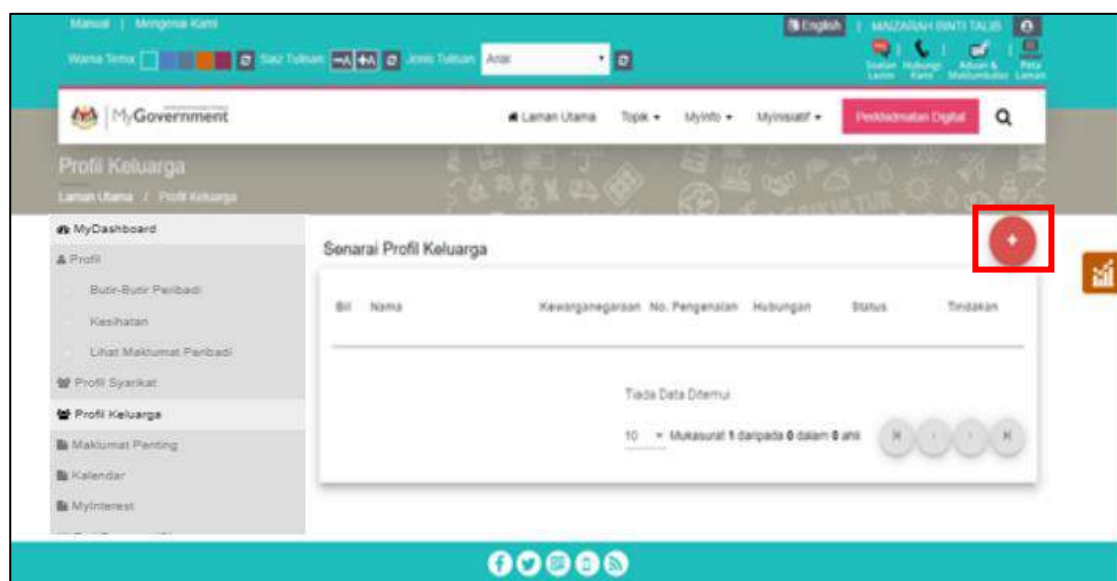 Manual | Mengenai Kami
English | MAIZARAH BINTI TALIB
Warna Tema Saiz Tulisan -A +A Jenis Tulisan Arial
Soalan Lazim
Hubungi Kami
Aduan & Maklumbalas
Peta Laman
MyGovernment
Laman Utama Topik MyInfo MyInisiatif Perkhidmatan Digital
Profil Keluarga
Laman Utama / Profil Keluarga
MyDashboard
Profil
Butir-Butir Peribadi
Kesihatan
Lihat Maklumat Peribadi
Profil Syarikat
Profil Keluarga
Maklumat Penting
Kalendar
MyInterest
Senarai Profil Keluarga
+
Bil Nama Kewarganegaraan No. Pengenalan Hubungan Status Tindakan
Tiada Data Ditemui
10 Mukasurat 1 daripada 0 dalam 0 ahli